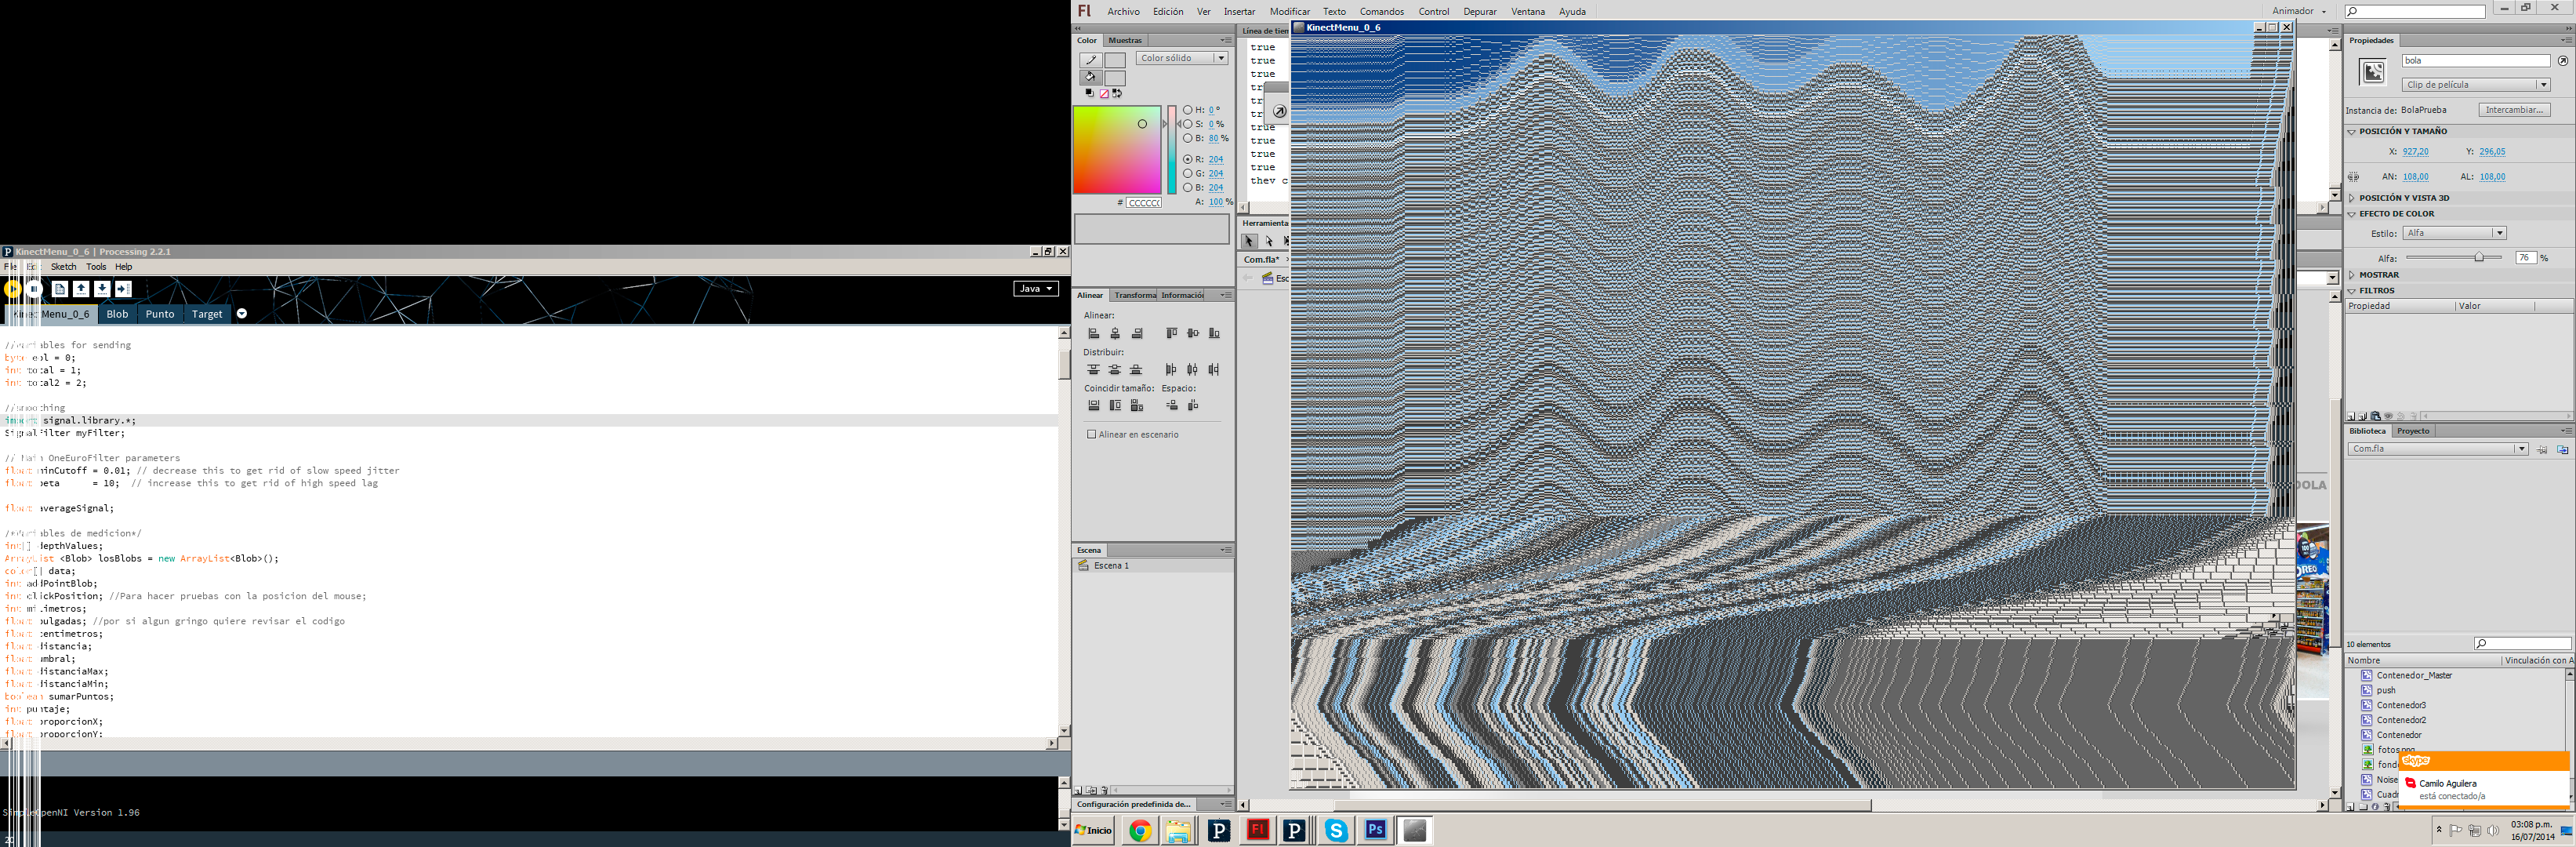 KinectMenu_0_6 | Processing 2.2.1
Sketch Tools Help
Java
KinectMenu_0_6 Blob Punto Target
//variables for sending
byte eol = 0;
int total = 1;
int total2 = 2;
//smoothing
import signal.library.*;
SignalFilter myFilter;
// Main OneEuroFilter parameters
float minCutoff = 0.01; // decrease this to get rid of slow speed jitter
float beta = 10; // increase this to get rid of high speed lag
float averageSignal;
/*Variables de medicion*/
int[] depthValues;
ArrayList <Blob> losBlobs = new ArrayList<Blob>();
color[] data;
int addPointBlob;
int clickPosition; //Para hacer pruebas con la posicion del mouse;
int milimetros;
float pulgadas; //por si algun gringo quiere revisar el codigo
float centimetros;
float distancia;
float umbral;
float distanciaMax;
float distanciaMin;
boolean sumarPuntos;
int puntaje;
float proporcionX;
float proporcionY;
SimpleOpenNI Version 1.96
20
Fl Archivo Edición Ver Insertar Modificar Texto Comandos Control Depurar Ventana Ayuda
Animador
Color Muestras
Color sólido
H: 0 °
S: 0 %
B: 80 %
R: 204
G: 204
B: 204
# CCCCCC A: 100 %
Línea de tien
true
true
true
true
true
true
true
they c
Herramienta
Com.fla*
Esc
KinectMenu_0_6
Alinear Transforma Información
Alinear:
Distribuir:
Coincidir tamaño: Espacio:
Alinear en escenario
Escena
Escena 1
Configuración predefinida de...
Propiedades
bola
Clip de película
Instancia de: BolaPrueba Intercambiar...
POSICIÓN Y TAMAÑO
X: 927,20 Y: 296,05
AN: 108,00 AL: 108,00
POSICIÓN Y VISTA 3D
EFECTO DE COLOR
Estilo: Alfa
Alfa: 76 %
MOSTRAR
FILTROS
Propiedad Valor
Biblioteca Proyecto
Com.fla
OREO
10 elementos
Nombre Vinculación con A
Contenedor_Master
push
Contenedor3
Contenedor2
Contenedor
fotos.png
fond
Noise
Cuad
skype
Camilo Aguilera
está conectado/a
Inicio
03:08 p.m.
16/07/2014